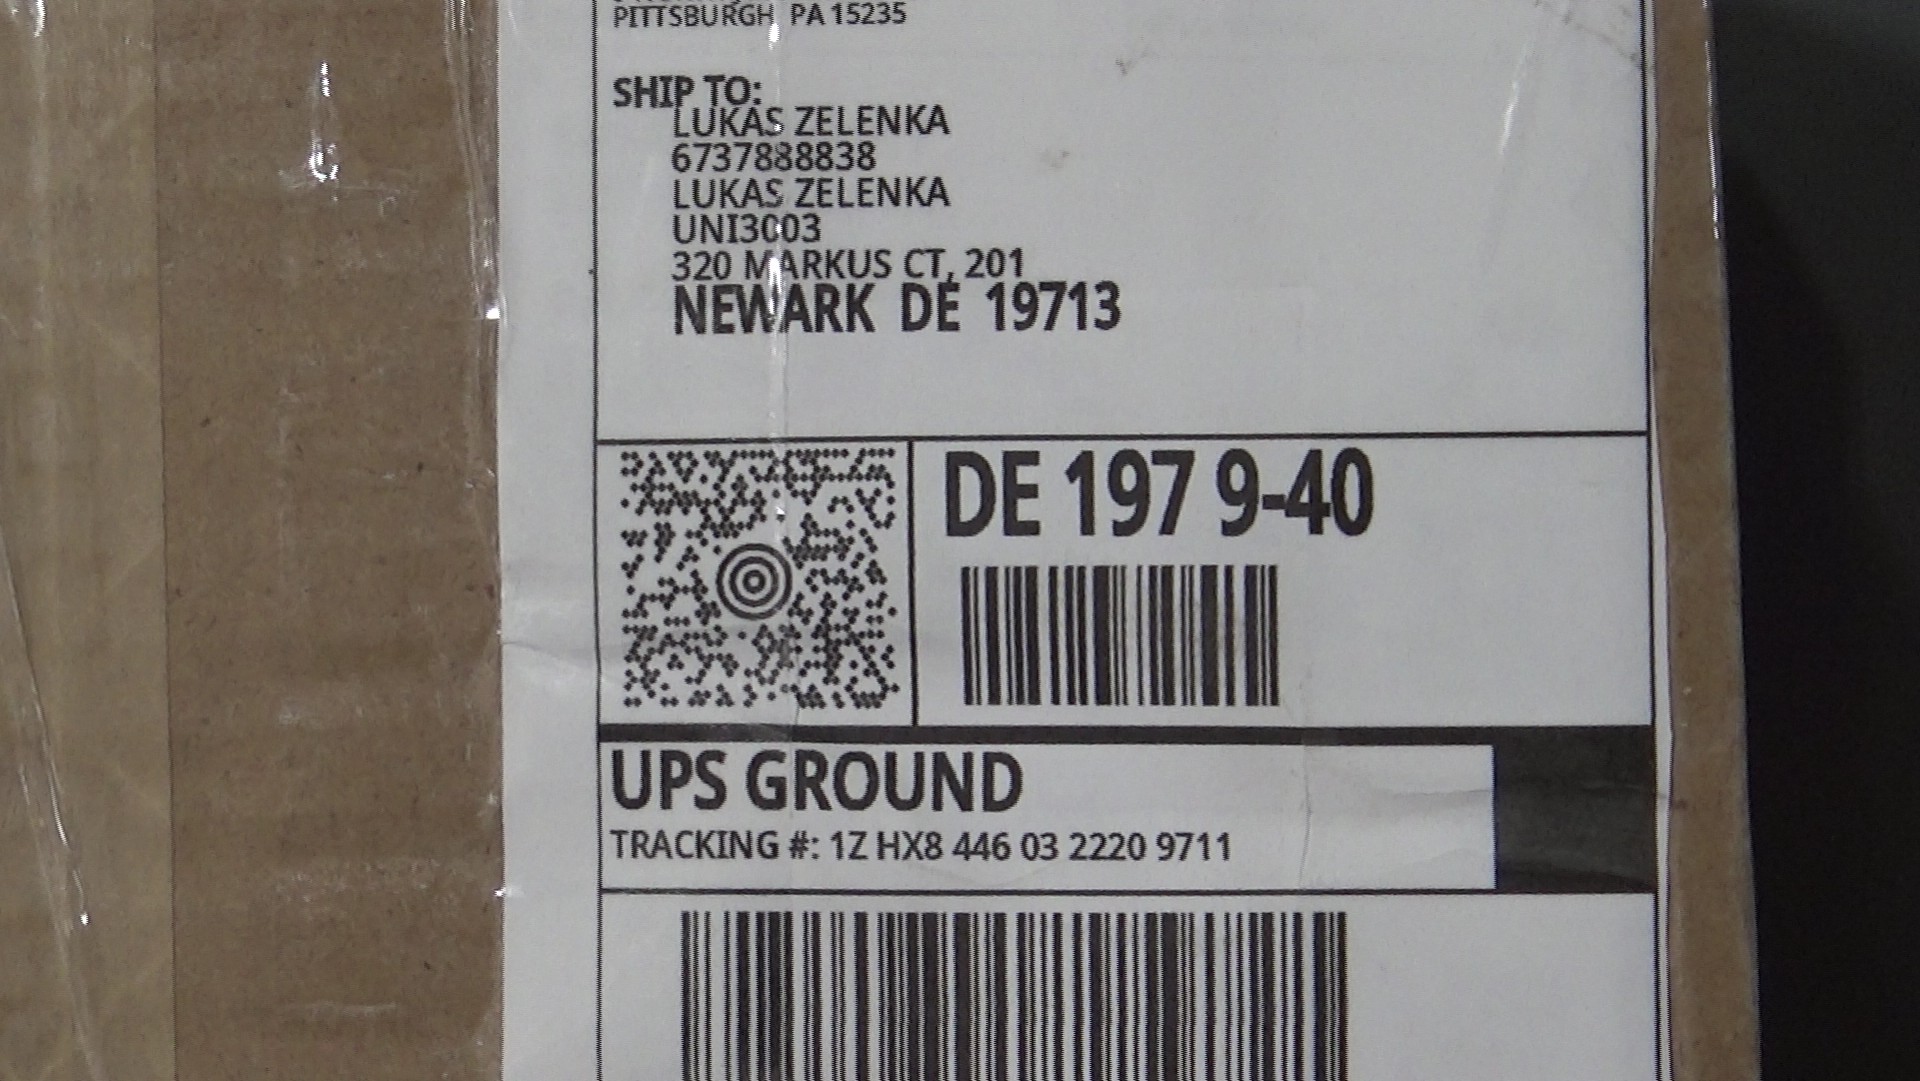 PITTSBURGH PA 15235
SHIP TO:
LUKAS ZELENKA
6737888838
LUKAS ZELENKA
UNI3003
320 MARKUS CT, 201
NEWARK DE 19713
DE 197 9-40
UPS GROUND
TRACKING #: 1Z HX8 446 03 2220 9711